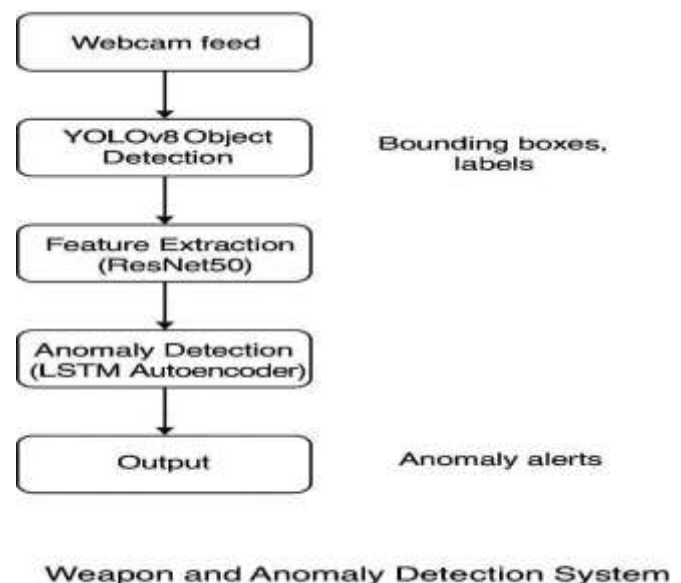 Webcam feed
YOLOv8 Object
Detection
Bounding boxes,
labels
Feature Extraction
(ResNet50)
Anomaly Detection
(LSTM Autoencoder)
Output
Anomaly alerts
Weapon and Anomaly Detection System